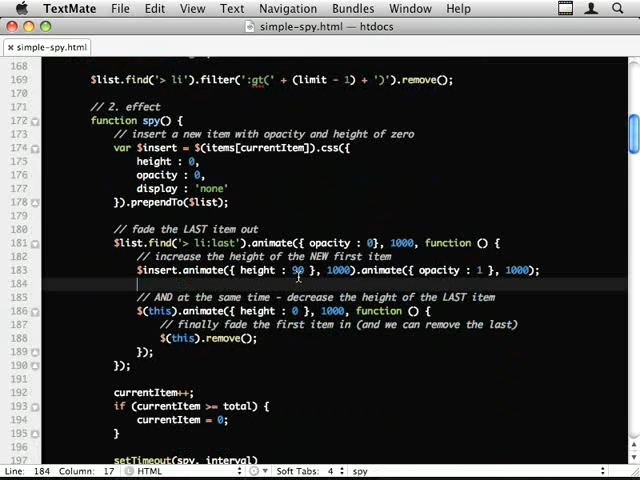 TextMate File Edit View Text Navigation Bundles Window Help
simple-spy.html — htdocs
× simple-spy.html
168
169 $list.find('> li').filter(':gt(' + (limit - 1) + ')').remove();
170
171 // 2. effect
172 function spy() {
173 // insert a new item with opacity and height of zero
174 var $insert = $(items[currentItem]).css({
175 height : 0,
176 opacity : 0,
177 display : 'none'
178 }).prependTo($list);
179
180 // fade the LAST item out
181 $list.find('> li:last').animate({ opacity : 0}, 1000, function () {
182 // increase the height of the NEW first item
183 $insert.animate({ height : 90 }, 1000).animate({ opacity : 1 }, 1000);
184
185 // AND at the same time - decrease the height of the LAST item
186 $(this).animate({ height : 0 }, 1000, function () {
187 // finally fade the first item in (and we can remove the last)
188 $(this).remove();
189 });
190 });
191
192 currentItem++;
193 if (currentItem >= total) {
194 currentItem = 0;
195 }
196
197 setTimeout(spy, interval)
Line: 184 Column: 17 HTML Soft Tabs: 4 spy